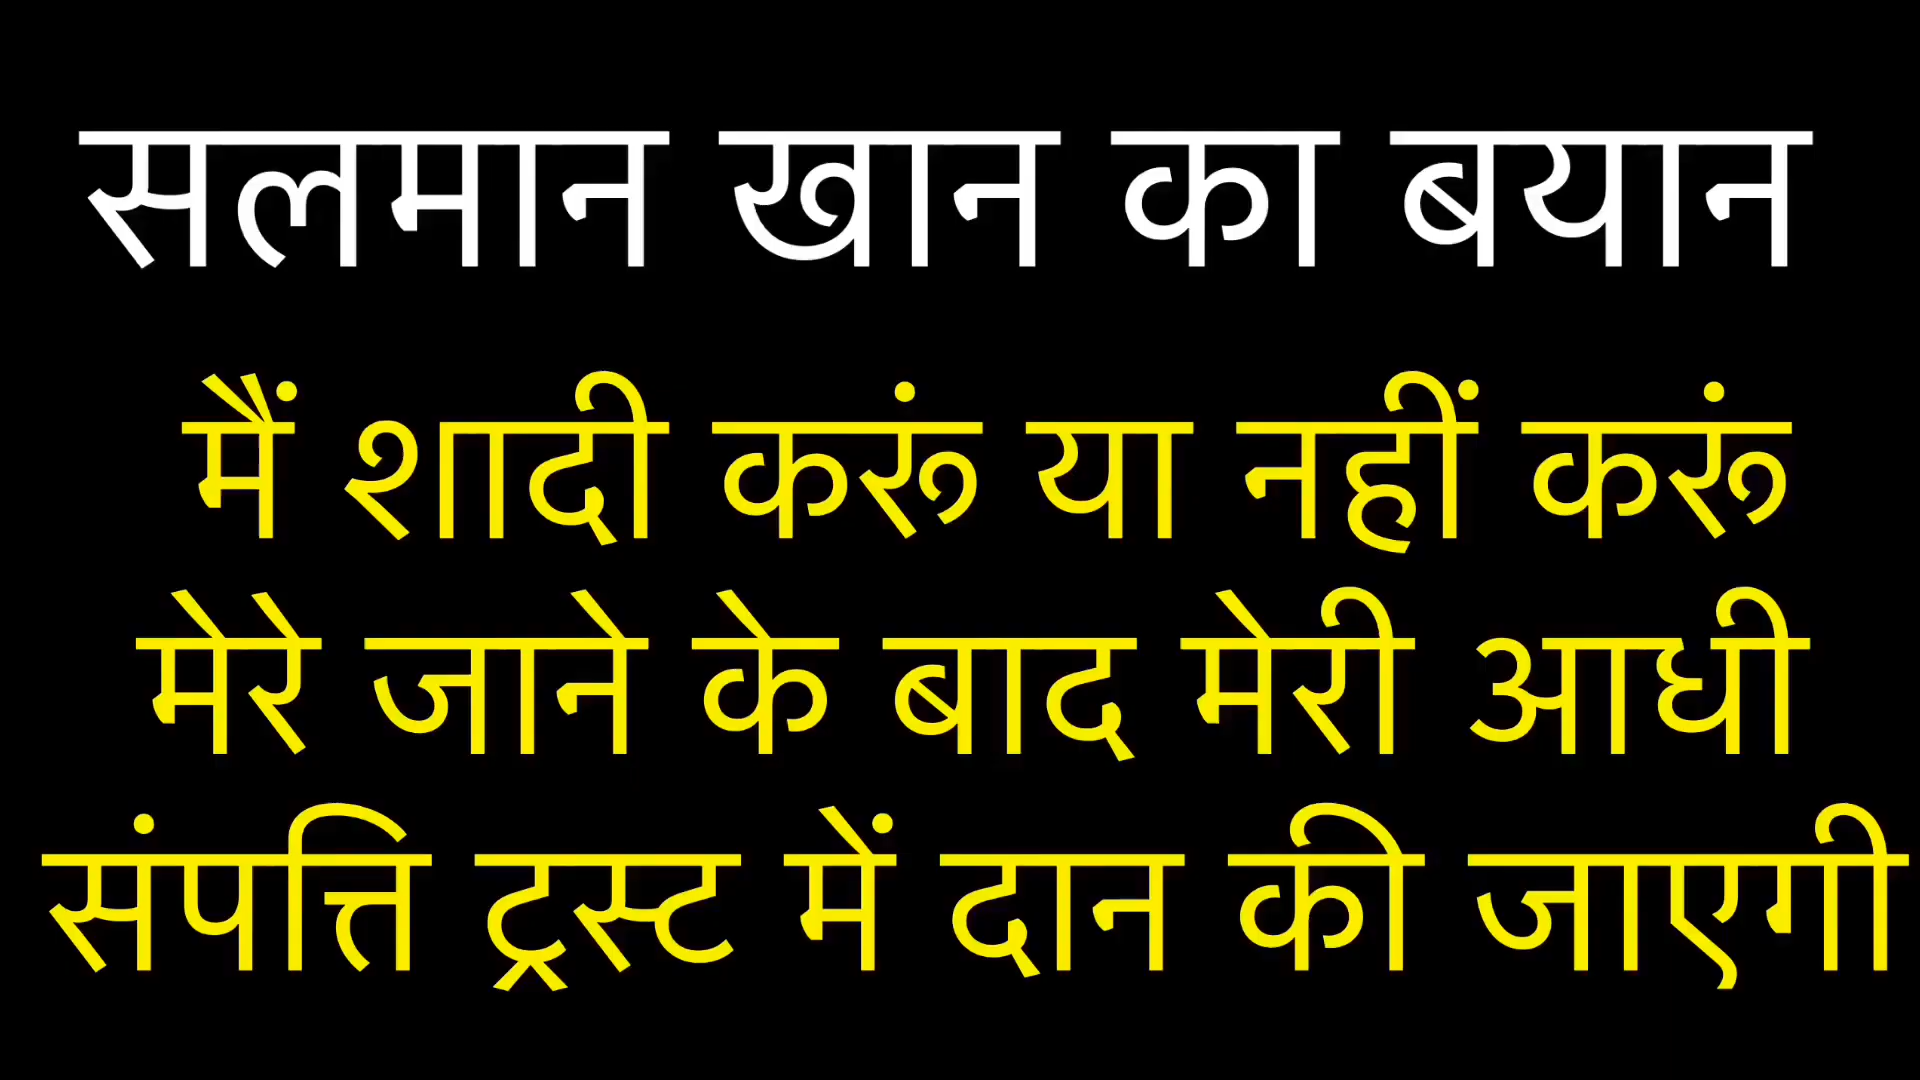 सलमान खान का बयान
मैं शादी करूं या नहीं करूं
मेरे जाने के बाद मेरी आधी
संपत्ति ट्रस्ट में दान की जाएगी